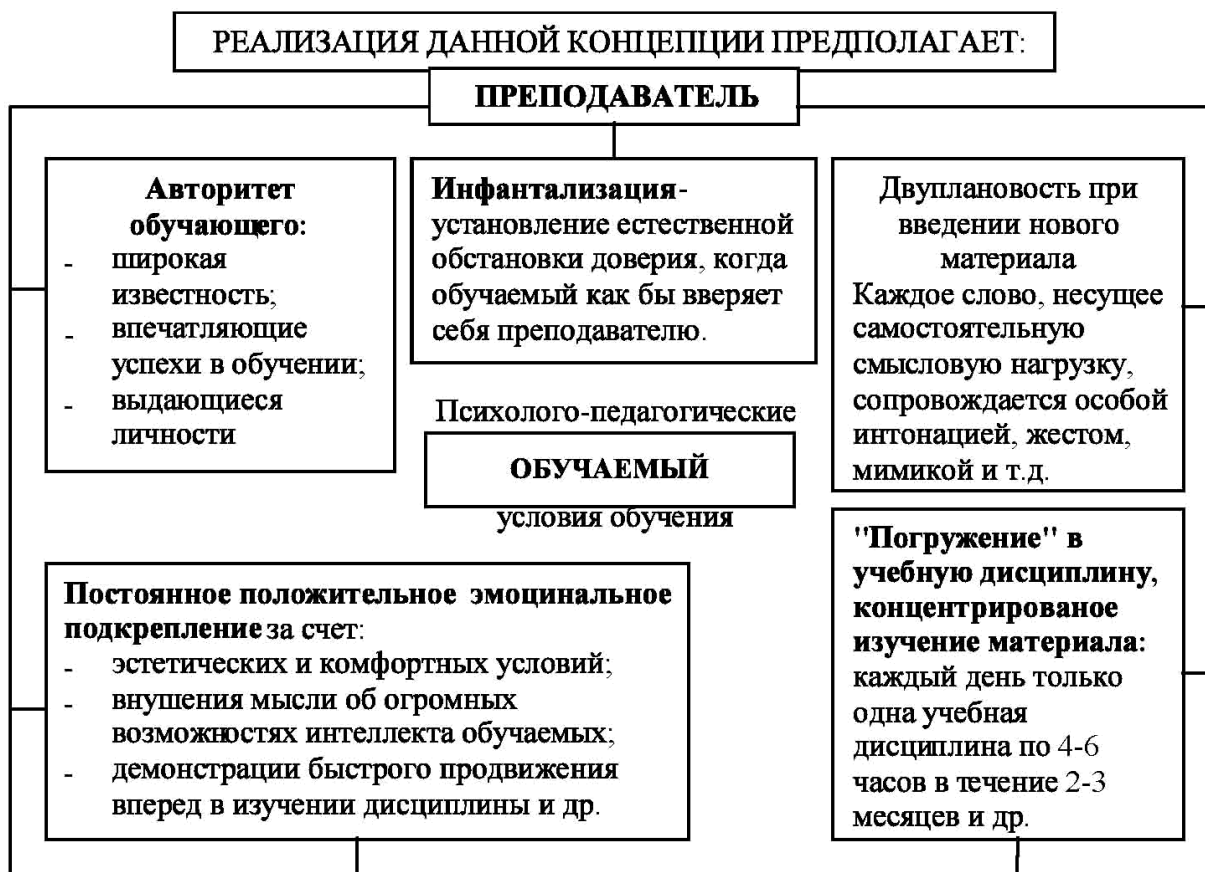 РЕАЛИЗАЦИЯ ДАННОЙ КОНЦЕПЦИИ ПРЕДПОЛАГАЕТ:
ПРЕПОДАВАТЕЛЬ
Авторитет
обучающего:
- широкая
известность;
- впечатляющие
успехи в обучении;
- выдающиеся
личности
Инфантализация-
установление естественной
обстановки доверия, когда
обучаемый как бы вверяет
себя преподавателю.
Двуплановость при
введении нового
материала
Каждое слово, несущее
самостоятельную
смысловую нагрузку,
сопровождается особой
интонацией, жестом,
мимикой и т.д.
Психолого-педагогические
ОБУЧАЕМЫЙ
условия обучения
Постоянное положительное эмоцинальное
подкрепление за счет:
- эстетических и комфортных условий;
- внушения мысли об огромных
возможностях интеллекта обучаемых;
- демонстрации быстрого продвижения
вперед в изучении дисциплины и др.
"Погружение" в
учебную дисциплину,
концентрированое
изучение материала:
каждый день только
одна учебная
дисциплина по 4-6
часов в течение 2-3
месяцев и др.